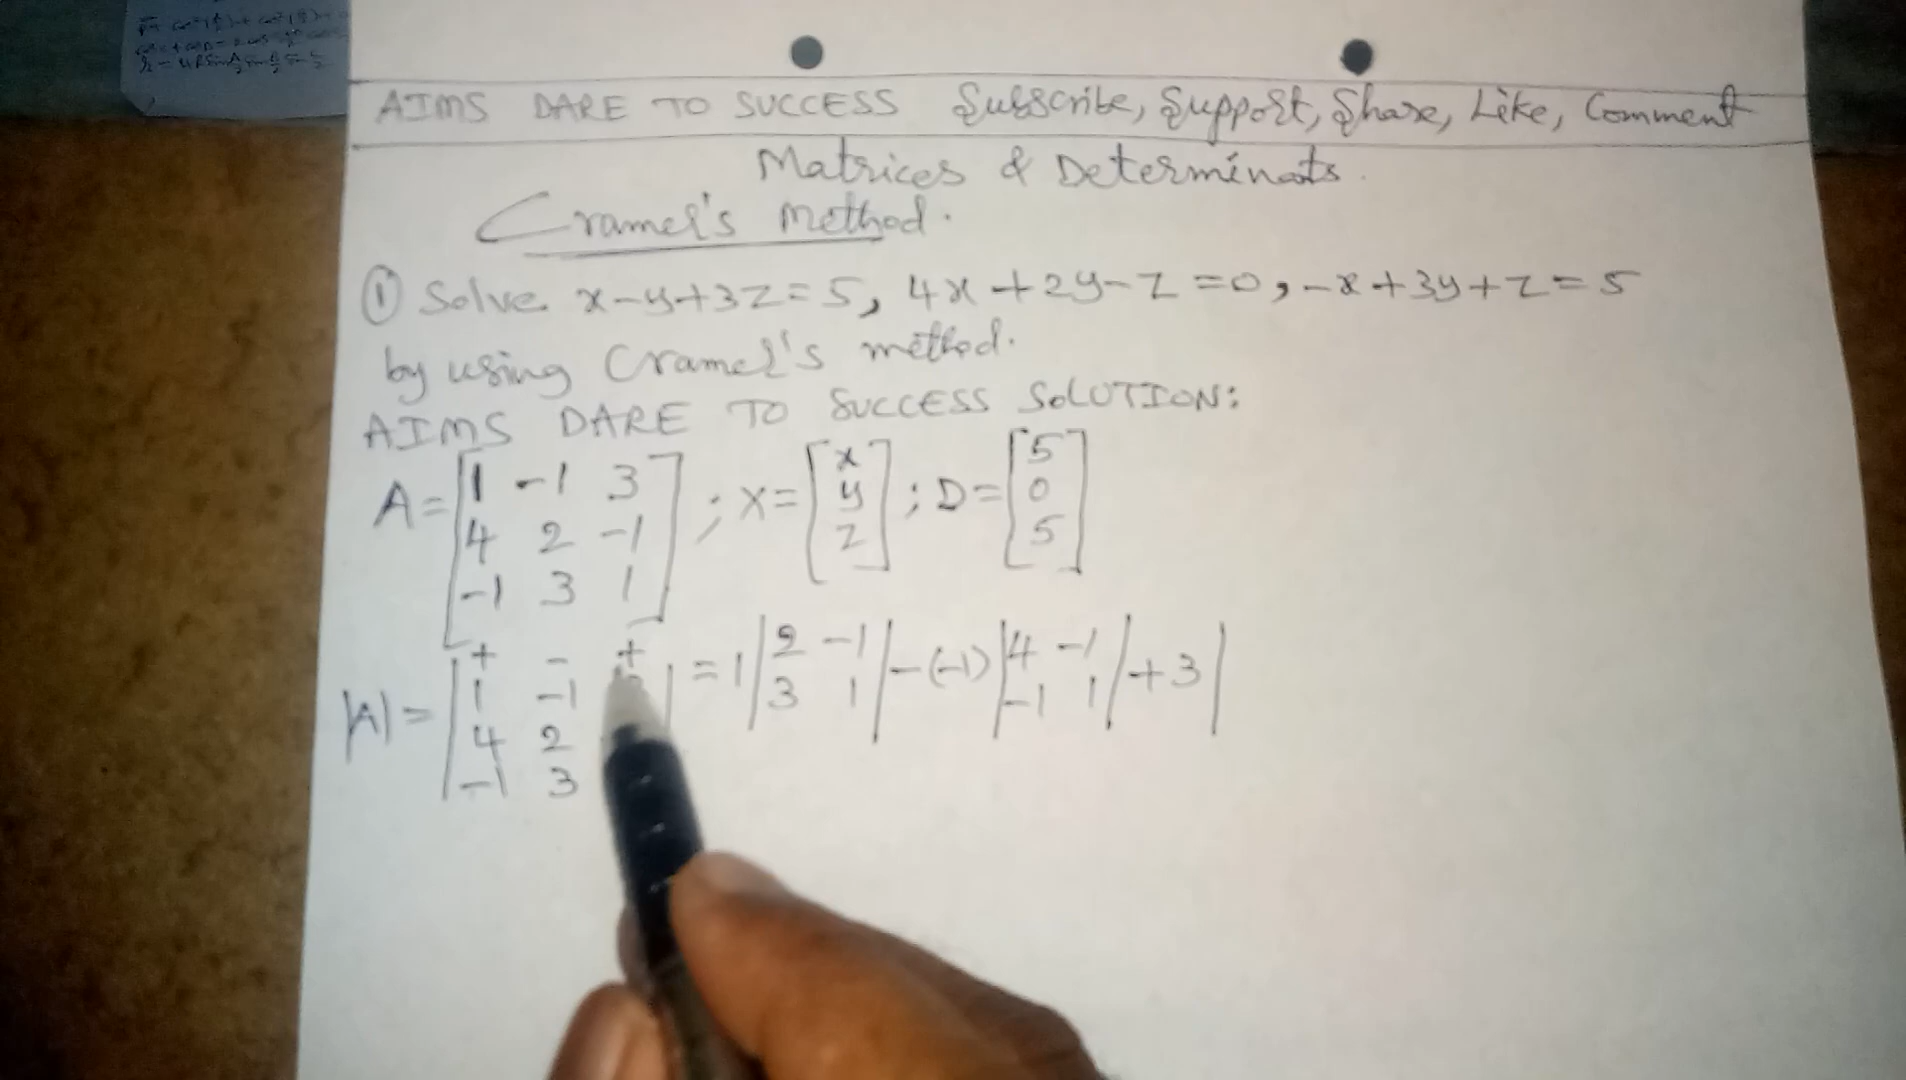 AIMS DARE TO SUCCESS Subscribe, Support, Share, Like, Comment
Matrices & Determinats.
Cramer's Method.
① Solve x-y+3z=5, 4x+2y-z=0, -x+3y+z=5
by using Cramer's method.
AIMS DARE TO SUCCESS SOLUTION:
A=[1 -1 3; 4 2 -1; -1 3 1]; X=[x; y; z]; D=[5; 0; 5]
+ - +
|A|=|1 -1; 4 2; -1 3|=1|2 -1; 3 1|-(-1)|4 -1; -1 1|+3|